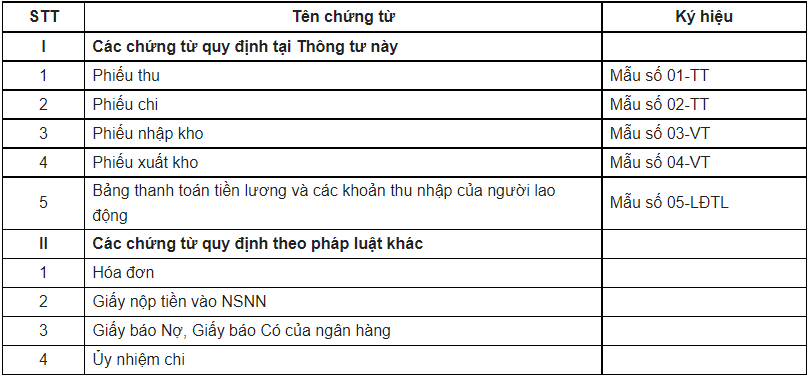 STT Tên chứng từ Ký hiệu
I Các chứng từ quy định tại Thông tư này
1 Phiếu thu Mẫu số 01-TT
2 Phiếu chi Mẫu số 02-TT
3 Phiếu nhập kho Mẫu số 03-VT
4 Phiếu xuất kho Mẫu số 04-VT
5 Bảng thanh toán tiền lương và các khoản thu nhập của người lao
động Mẫu số 05-LĐTL
II Các chứng từ quy định theo pháp luật khác
1 Hóa đơn
2 Giấy nộp tiền vào NSNN
3 Giấy báo Nợ, Giấy báo Có của ngân hàng
4 Ủy nhiệm chi